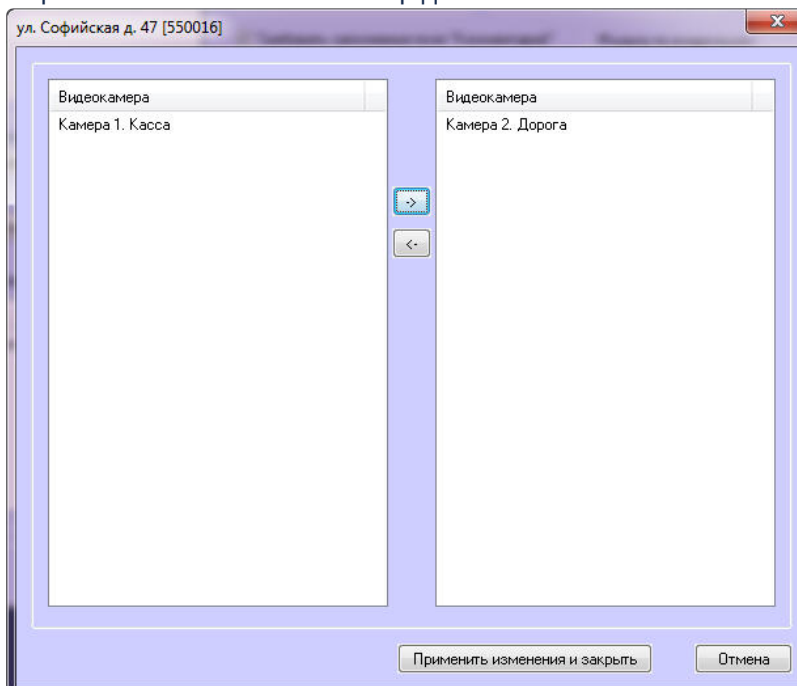 ул. Софийская д. 47 [550016]
Видеокамера
Камера 1. Касса
->
<-
Видеокамера
Камера 2. Дорога
Применить изменения и закрыть
Отмена